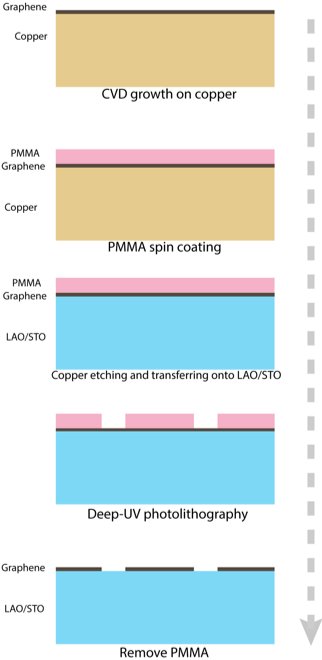 Graphene
Copper
CVD growth on copper
PMMA
Graphene
Copper
PMMA spin coating
PMMA
Graphene
LAO/STO
Copper etching and transferring onto LAO/STO
Deep-UV photolithography
Graphene
LAO/STO
Remove PMMA